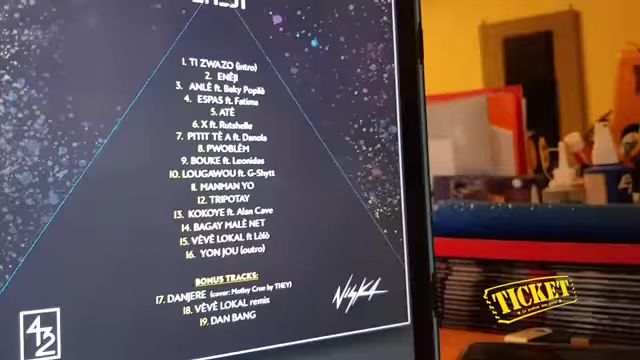 1. TI ZWAZO (intro)
2. ENÈJI
3. ANLÈ ft. Baky Popilè
4. ESPAS ft. Fatima
5. ATÈ
6. X ft. Rutshelle
7. PITIT TÈ A ft. Danola
8. PWOBLÈM
9. BOUKE ft. Leonidas
10. LOUGAWOU ft. G-Shytt
11. MANMAN YO
12. TRIPOTAY
13. KOKOYE ft. Alan Cave
14. BAGAY MALÈ NET
15. VÈVÈ LOKAL ft Lòlò
16. YON JOU (outro)
BONUS TRACKS:
17. DANJERE (cover: Motley Crue by THEY)
18. VÈVÈ LOKAL remix
19. DAN BANG
432
TICKET